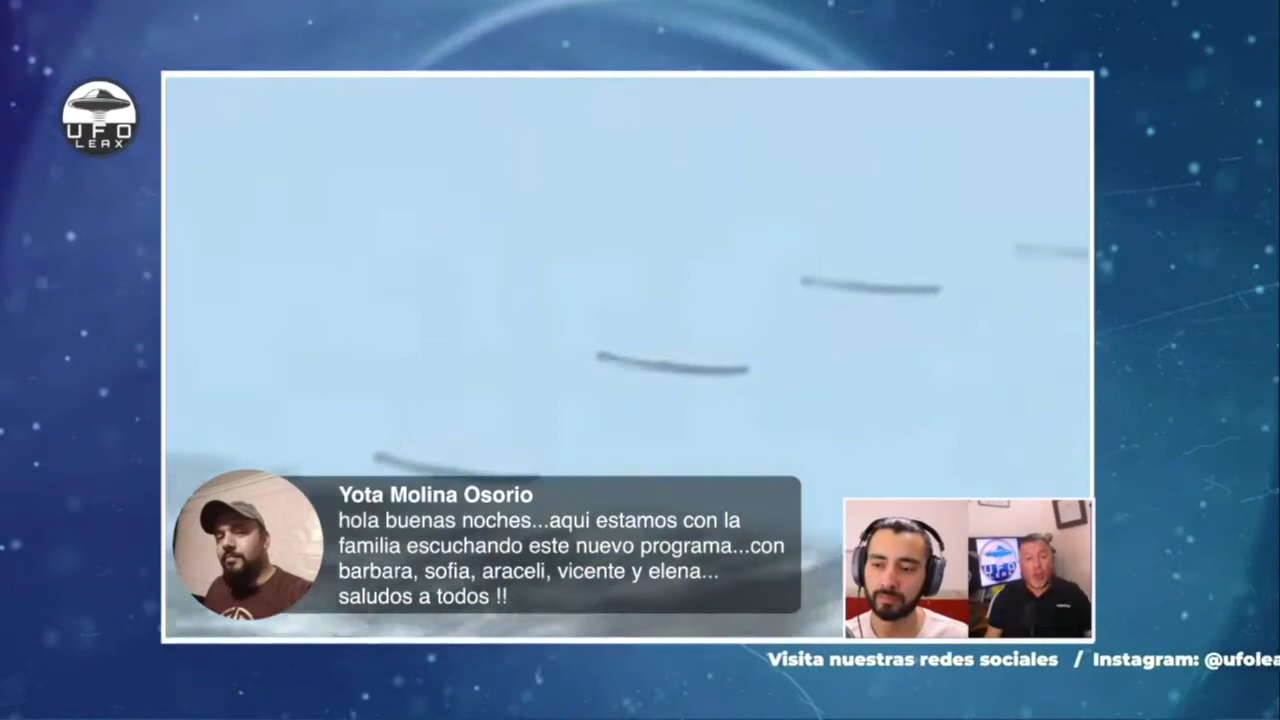 UFO
LEAX
Yota Molina Osorio
hola buenas noches...aqui estamos con la
familia escuchando este nuevo programa...con
barbara, sofia, araceli, vicente y elena...
saludos a todos !!
UFO
Visita nuestras redes sociales / Instagram: @ufolea